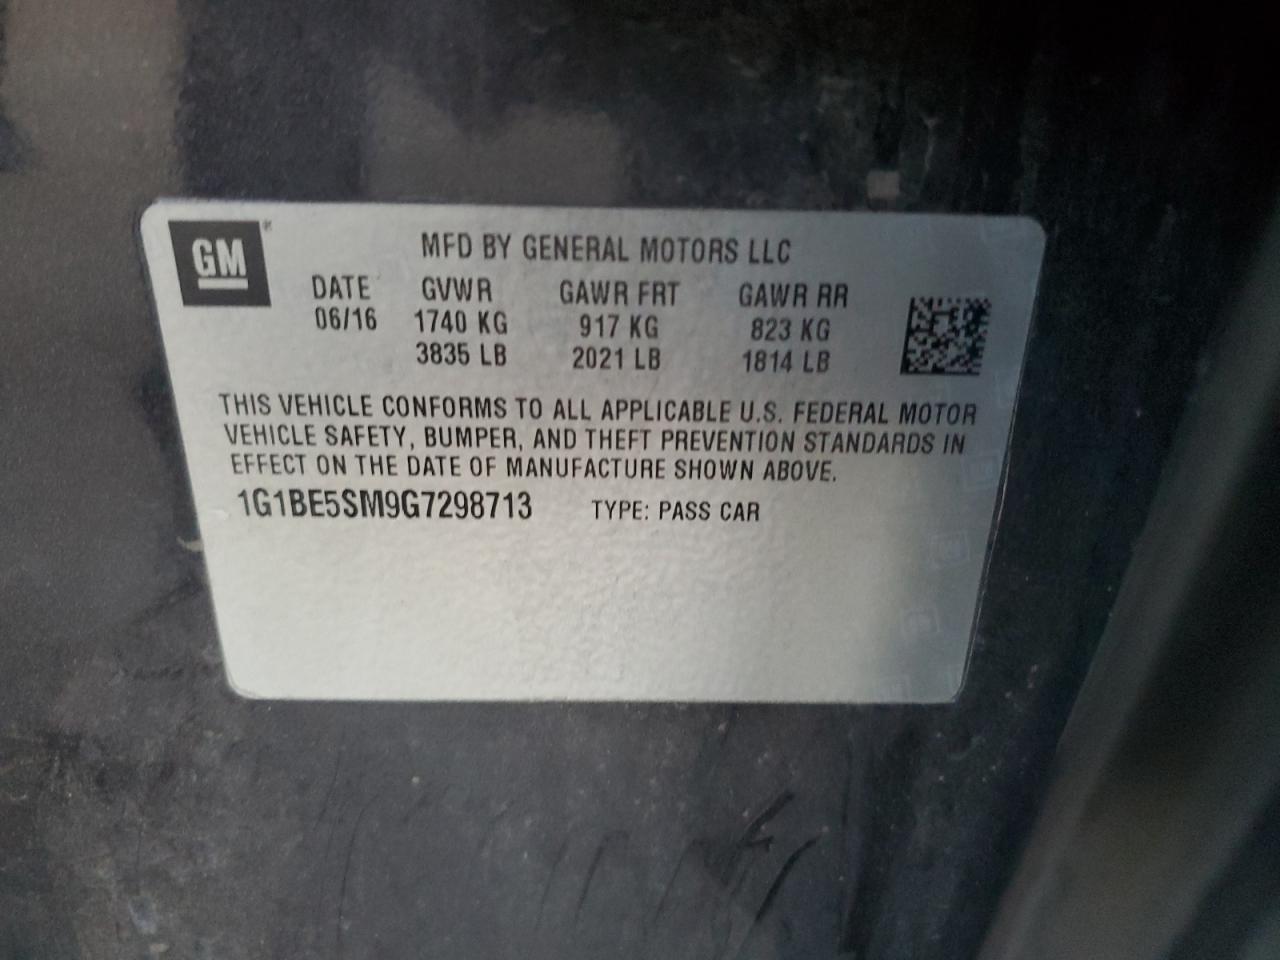 GM®
MFD BY GENERAL MOTORS LLC
DATE GVWR GAWR FRT GAWR RR
06/16 1740 KG 917 KG 823 KG
3835 LB 2021 LB 1814 LB
THIS VEHICLE CONFORMS TO ALL APPLICABLE U.S. FEDERAL MOTOR
VEHICLE SAFETY, BUMPER, AND THEFT PREVENTION STANDARDS IN
EFFECT ON THE DATE OF MANUFACTURE SHOWN ABOVE.
1G1BE5SM9G7298713 TYPE: PASS CAR